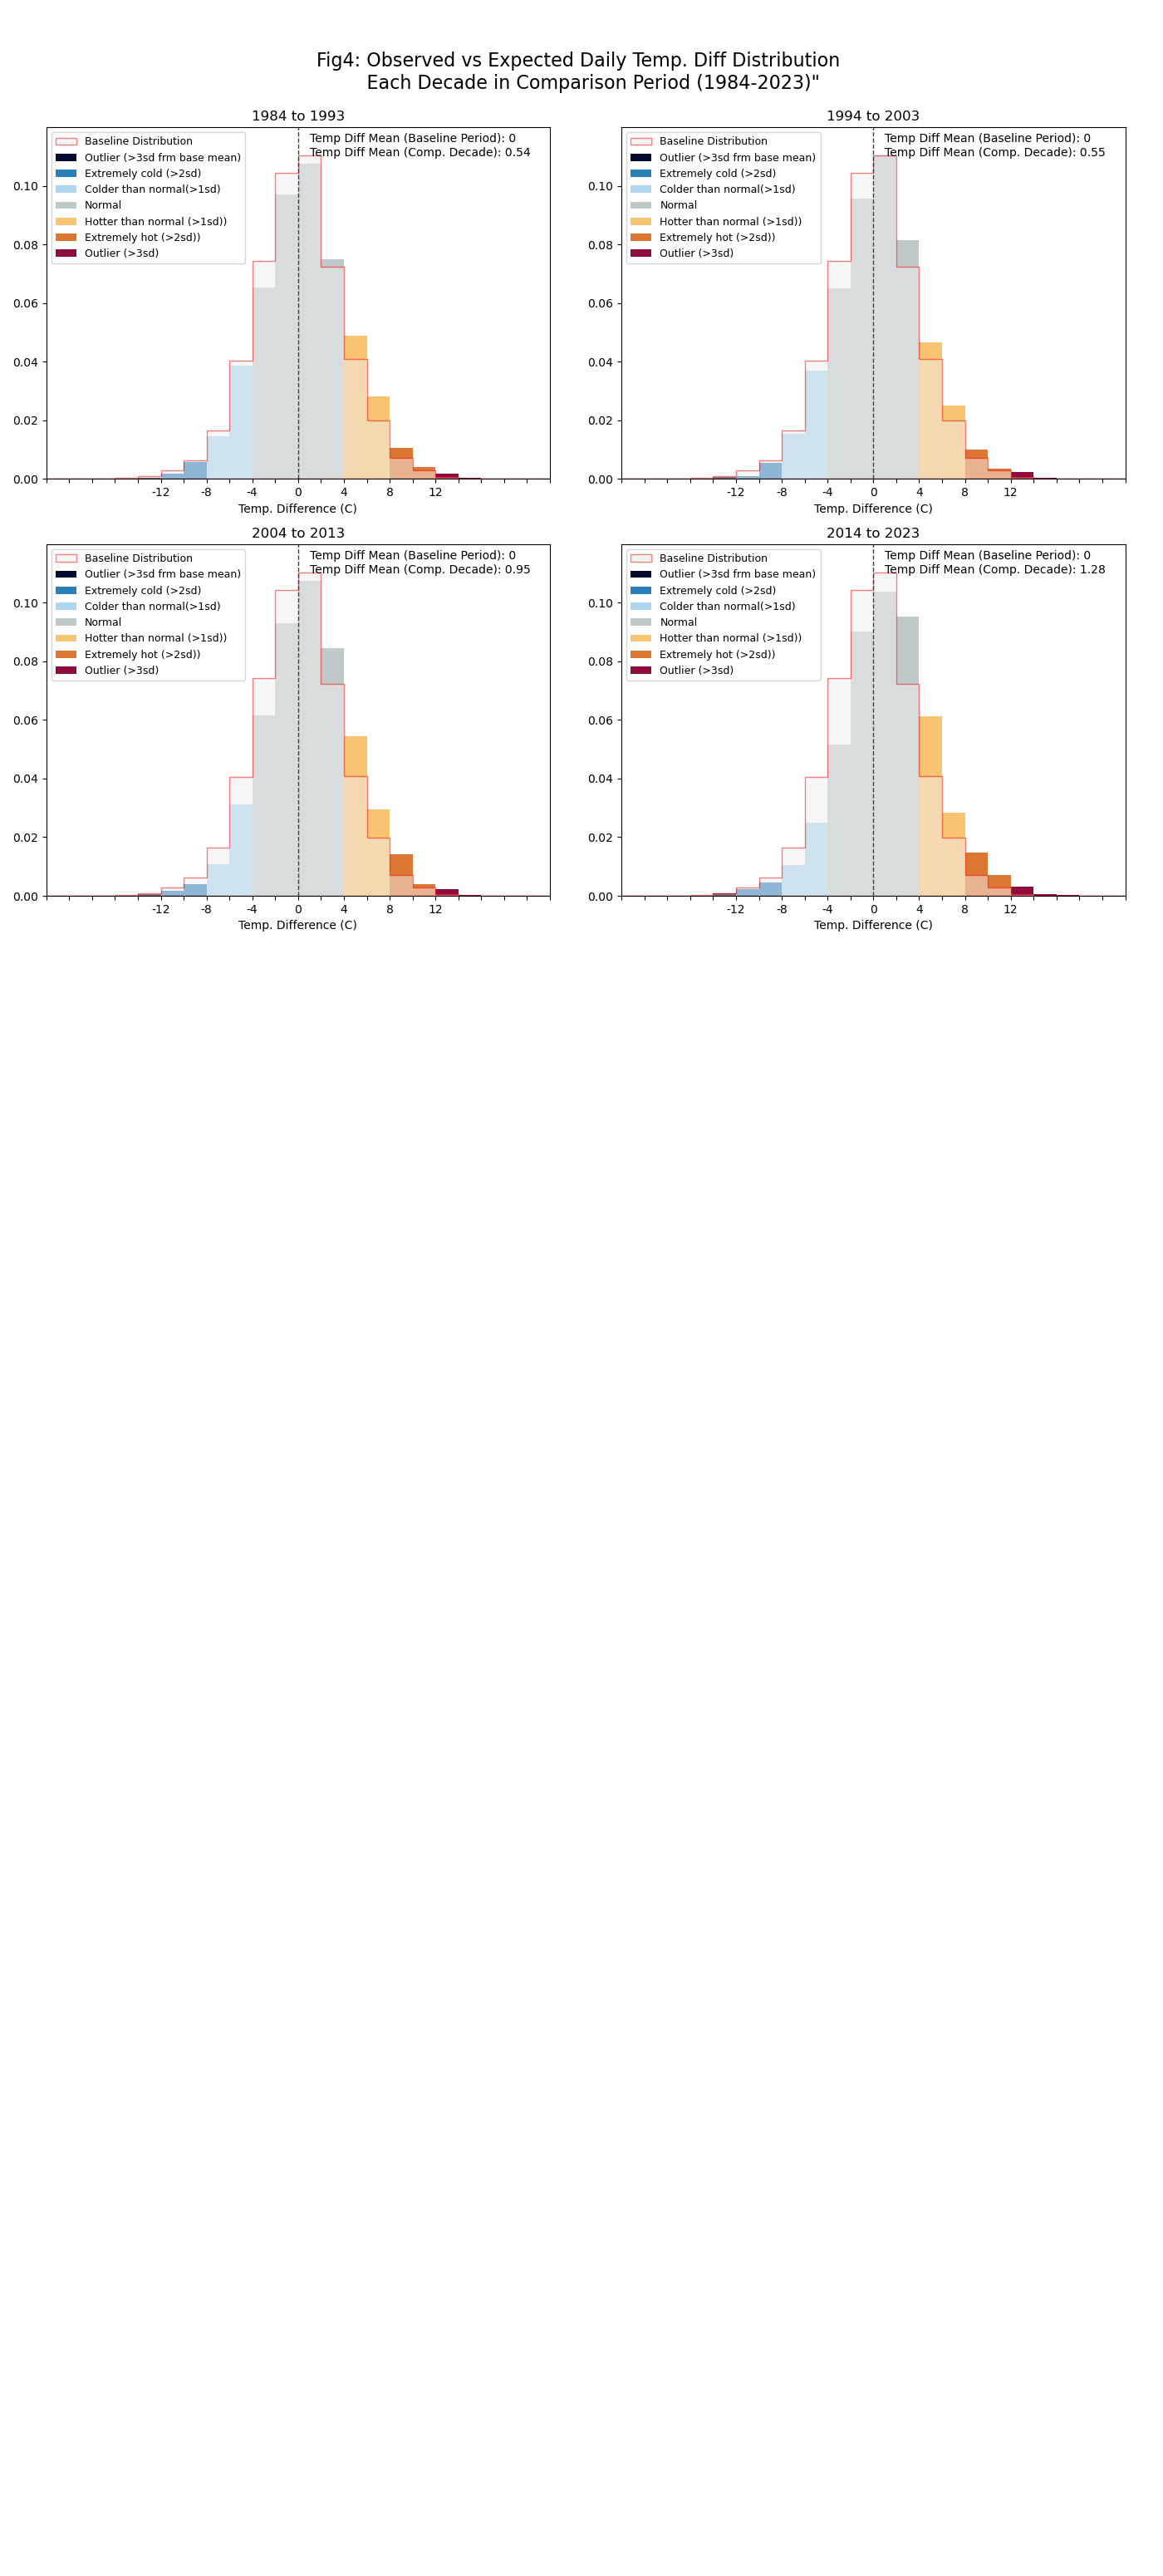 Fig4: Observed vs Expected Daily Temp. Diff Distribution
Each Decade in Comparison Period (1984-2023)"
1984 to 1993
Baseline Distribution
Outlier (>3sd frm base mean)
Extremely cold (>2sd)
Colder than normal(>1sd)
Normal
Hotter than normal (>1sd))
Extremely hot (>2sd))
Outlier (>3sd)
Temp Diff Mean (Baseline Period): 0
Temp Diff Mean (Comp. Decade): 0.54
0.10
0.08
0.06
0.04
0.02
0.00
-12 -8 -4 0 4 8 12
Temp. Difference (C)
1994 to 2003
Baseline Distribution
Outlier (>3sd frm base mean)
Extremely cold (>2sd)
Colder than normal(>1sd)
Normal
Hotter than normal (>1sd))
Extremely hot (>2sd))
Outlier (>3sd)
Temp Diff Mean (Baseline Period): 0
Temp Diff Mean (Comp. Decade): 0.55
0.10
0.08
0.06
0.04
0.02
0.00
-12 -8 -4 0 4 8 12
Temp. Difference (C)
2004 to 2013
Baseline Distribution
Outlier (>3sd frm base mean)
Extremely cold (>2sd)
Colder than normal(>1sd)
Normal
Hotter than normal (>1sd))
Extremely hot (>2sd))
Outlier (>3sd)
Temp Diff Mean (Baseline Period): 0
Temp Diff Mean (Comp. Decade): 0.95
0.10
0.08
0.06
0.04
0.02
0.00
-12 -8 -4 0 4 8 12
Temp. Difference (C)
2014 to 2023
Baseline Distribution
Outlier (>3sd frm base mean)
Extremely cold (>2sd)
Colder than normal(>1sd)
Normal
Hotter than normal (>1sd))
Extremely hot (>2sd))
Outlier (>3sd)
Temp Diff Mean (Baseline Period): 0
Temp Diff Mean (Comp. Decade): 1.28
0.10
0.08
0.06
0.04
0.02
0.00
-12 -8 -4 0 4 8 12
Temp. Difference (C)